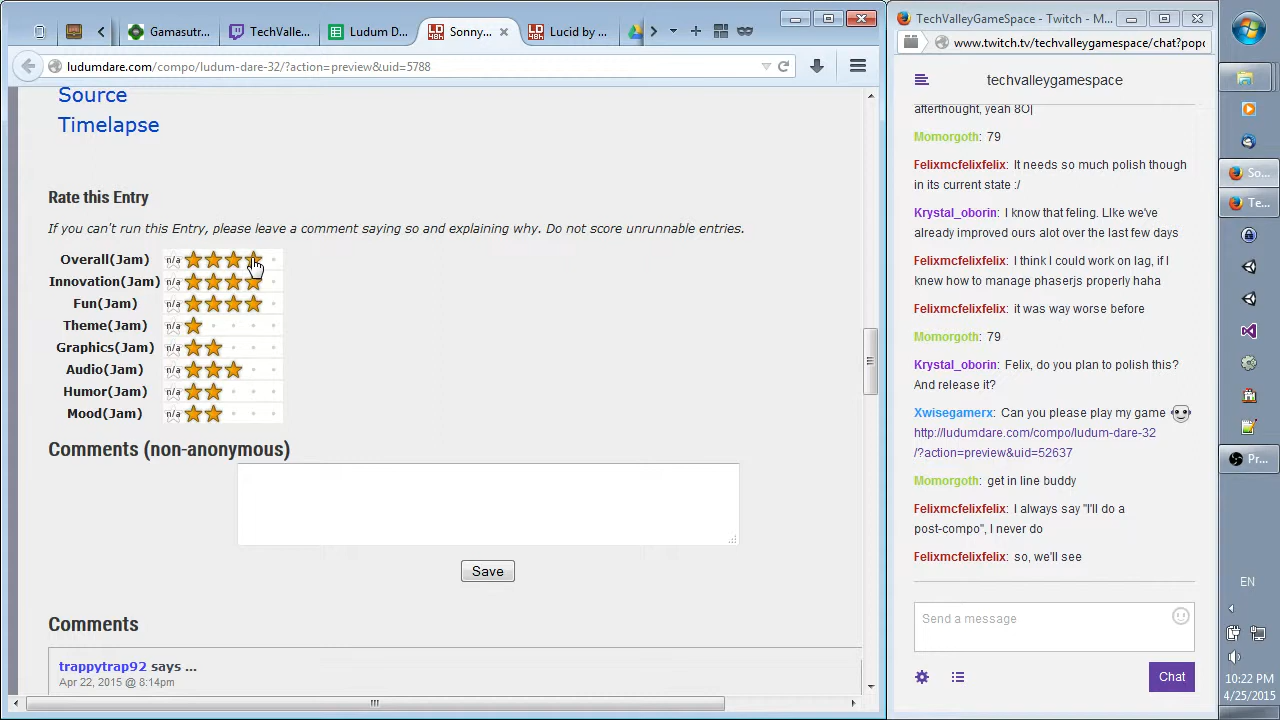 Gamasut...
TechValle...
Ludum D...
Sonny...
Lucid by ...
ludumdare.com/compo/ludum-dare-32/?action=preview&uid=5788
Source
Timelapse
Rate this Entry
If you can't run this Entry, please leave a comment saying so and explaining why. Do not score unrunnable entries.
Overall(Jam) n/a
Innovation(Jam) n/a
Fun(Jam) n/a
Theme(Jam) n/a
Graphics(Jam) n/a
Audio(Jam) n/a
Humor(Jam) n/a
Mood(Jam) n/a
Comments (non-anonymous)
Save
Comments
trappytrap92 says ...
Apr 22, 2015 @ 8:14pm
TechValleyGameSpace - Twitch - M...
www.twitch.tv/techvalleygamespace/chat?popo
techvalleygamespace
afterthought, yeah 8O|
Momorgoth: 79
Felixmcfelixfelix: It needs so much polish though
in its current state :/
Krystal_oborin: I know that feling. LIke we've
already improved ours alot over the last few days
Felixmcfelixfelix: I think I could work on lag, if I
knew how to manage phaserjs properly haha
Felixmcfelixfelix: it was way worse before
Momorgoth: 79
Krystal_oborin: Felix, do you plan to polish this?
And release it?
Xwisegamerx: Can you please play my game
http://ludumdare.com/compo/ludum-dare-32
/?action=preview&uid=52637
Momorgoth: get in line buddy
Felixmcfelixfelix: I always say "I'll do a
post-compo", I never do
Felixmcfelixfelix: so, we'll see
Send a message
Chat
So...
Te...
Pr...
EN
10:22 PM
4/25/2015